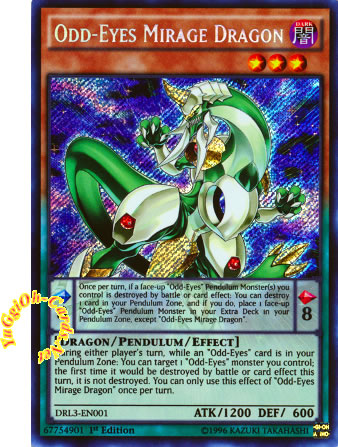 ODD-EYES MIRAGE DRAGON
DARK
闇
Once per turn, if a face-up "Odd-Eyes" Pendulum Monster(s) you
control is destroyed by battle or card effect: You can destroy
1 card in your Pendulum Zone, and if you do, place 1 face-up
"Odd-Eyes" Pendulum Monster in your Extra Deck in your
Pendulum Zone, except "Odd-Eyes Mirage Dragon".
8
DRAGON/PENDULUM/EFFECT]
During either player's turn, while an "Odd-Eyes" card is in your
Pendulum Zone: You can target 1 "Odd-Eyes" monster you control;
the first time it would be destroyed by battle or card effect this
turn, it is not destroyed. You can only use this effect of "Odd-Eyes
Mirage Dragon" once per turn.
DRL3-EN001
ATK/1200 DEF/ 600
67754901
1ST Edition
©1996 KAZUKI TAKAHASHI